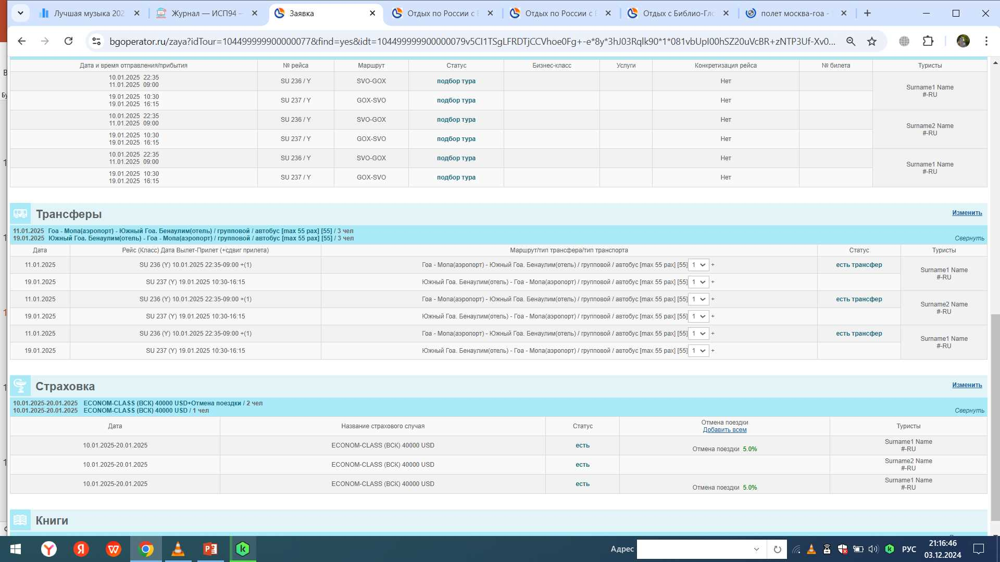 Лучшая музыка 202
Журнал — ИСП94 –
Заявка
Отдых по России с
Отдых по России с
Отдых с Библио-Гло
полет москва-гоа -
bgoperator.ru/zaya?idTour=104499999900000077&find=yes&idt=104499999900000079v5CI1TSgLFRDTjCCVhoe0Fg+-e*8y*3hJ03Rqlk90*1*081vbUpI00hSZ20uVcBR+zNTP3Uf-Xv0...
Дата и время отправления/прибытия № рейса Маршрут Статус Бизнес-класс Услуги Конкретизация рейса № билета Туристы
10.01.2025 22:35
11.01.2025 09:00
SU 236 / Y SVO-GOX подбор тура Нет
Surname1 Name
#-RU
19.01.2025 10:30
19.01.2025 16:15
SU 237 / Y GOX-SVO подбор тура Нет
10.01.2025 22:35
11.01.2025 09:00
SU 236 / Y SVO-GOX подбор тура Нет
Surname2 Name
#-RU
19.01.2025 10:30
19.01.2025 16:15
SU 237 / Y GOX-SVO подбор тура Нет
10.01.2025 22:35
11.01.2025 09:00
SU 236 / Y SVO-GOX подбор тура Нет
Surname1 Name
#-RU
19.01.2025 10:30
19.01.2025 16:15
SU 237 / Y GOX-SVO подбор тура Нет
Трансферы
Изменить
11.01.2025 Гоа - Мопа(аэропорт) - Южный Гоа. Бенаулим(отель) / групповой / автобус [max 55 pax] [55] / 3 чел
19.01.2025 Южный Гоа. Бенаулим(отель) - Гоа - Мопа(аэропорт) / групповой / автобус [max 55 pax] [55] / 3 чел
Свернуть
Дата Рейс (Класс) Дата Вылет-Прилет (+сдвиг прилета) Маршрут/тип трансфера/тип транспорта Статус Туристы
11.01.2025 SU 236 (Y) 10.01.2025 22:35-09:00 +(1) Гоа - Мопа(аэропорт) - Южный Гоа. Бенаулим(отель) / групповой / автобус [max 55 pax] [55] 1 + есть трансфер
Surname1 Name
#-RU
19.01.2025 SU 237 (Y) 19.01.2025 10:30-16:15 Южный Гоа. Бенаулим(отель) - Гоа - Мопа(аэропорт) / групповой / автобус [max 55 pax] [55] 1 +
11.01.2025 SU 236 (Y) 10.01.2025 22:35-09:00 +(1) Гоа - Мопа(аэропорт) - Южный Гоа. Бенаулим(отель) / групповой / автобус [max 55 pax] [55] 1 + есть трансфер
Surname2 Name
#-RU
19.01.2025 SU 237 (Y) 19.01.2025 10:30-16:15 Южный Гоа. Бенаулим(отель) - Гоа - Мопа(аэропорт) / групповой / автобус [max 55 pax] [55] 1 +
11.01.2025 SU 236 (Y) 10.01.2025 22:35-09:00 +(1) Гоа - Мопа(аэропорт) - Южный Гоа. Бенаулим(отель) / групповой / автобус [max 55 pax] [55] 1 + есть трансфер
Surname1 Name
#-RU
19.01.2025 SU 237 (Y) 19.01.2025 10:30-16:15 Южный Гоа. Бенаулим(отель) - Гоа - Мопа(аэропорт) / групповой / автобус [max 55 pax] [55] 1 +
Страховка
Изменить
10.01.2025-20.01.2025 ECONOM-CLASS (ВСК) 40000 USD+Отмена поездки / 2 чел
10.01.2025-20.01.2025 ECONOM-CLASS (ВСК) 40000 USD / 1 чел
Свернуть
Дата Название страхового случая Статус Отмена поездки Туристы
Добавить всем
10.01.2025-20.01.2025 ECONOM-CLASS (ВСК) 40000 USD есть Отмена поездки 5.0%
Surname1 Name
#-RU
10.01.2025-20.01.2025 ECONOM-CLASS (ВСК) 40000 USD есть
Surname2 Name
#-RU
10.01.2025-20.01.2025 ECONOM-CLASS (ВСК) 40000 USD есть Отмена поездки 5.0%
Surname1 Name
#-RU
Книги
Адрес
РУС
21:16:46
03.12.2024